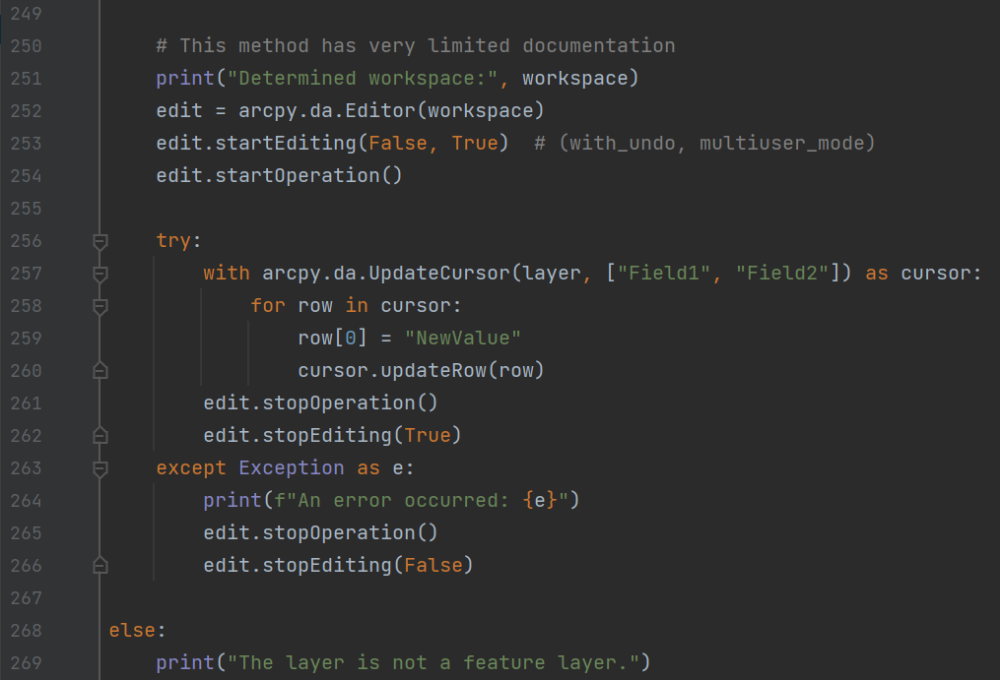 249
250 # This method has very limited documentation
251 print("Determined workspace:", workspace)
252 edit = arcpy.da.Editor(workspace)
253 edit.startEditing(False, True)  # (with_undo, multiuser_mode)
254 edit.startOperation()
255
256 try:
257 with arcpy.da.UpdateCursor(layer, ["Field1", "Field2"]) as cursor:
258 for row in cursor:
259 row[0] = "NewValue"
260 cursor.updateRow(row)
261 edit.stopOperation()
262 edit.stopEditing(True)
263 except Exception as e:
264 print(f"An error occurred: {e}")
265 edit.stopOperation()
266 edit.stopEditing(False)
267
268 else:
269 print("The layer is not a feature layer.")